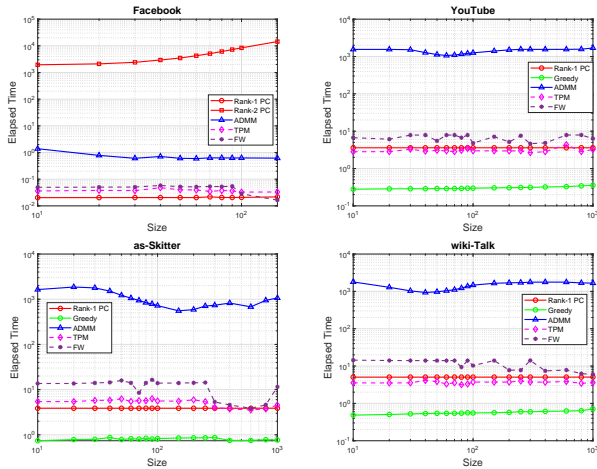 Facebook
10^5
10^4
10^3
10^2
10^1
10^0
10^-1
10^-2
Elapsed Time
Rank-1 PC
Rank-2 PC
ADMM
TPM
FW
10^1
10^2
Size
YouTube
10^4
10^3
10^2
10^1
10^0
10^-1
Elapsed Time
Rank-1 PC
Greedy
ADMM
TPM
FW
10^1
10^2
10^3
Size
as-Skitter
10^4
10^3
10^2
10^1
10^0
Elapsed Time
Rank-1 PC
Greedy
ADMM
TPM
FW
10^1
10^2
10^3
Size
wiki-Talk
10^4
10^3
10^2
10^1
10^0
10^-1
Elapsed Time
Rank-1 PC
Greedy
ADMM
TPM
FW
10^1
10^2
10^3
Size